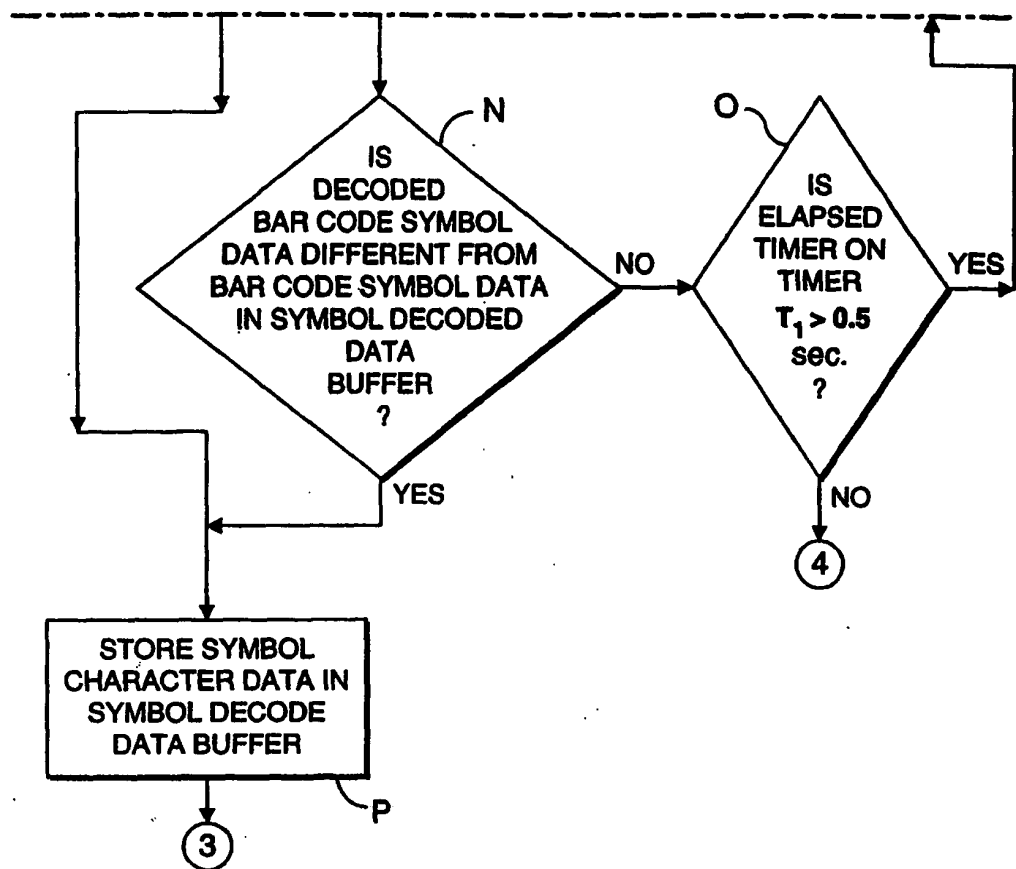 N
IS
DECODED
BAR CODE SYMBOL
DATA DIFFERENT FROM
BAR CODE SYMBOL DATA
IN SYMBOL DECODED
DATA
BUFFER
?
NO
YES
O
IS
ELAPSED
TIMER ON
TIMER
T1 > 0.5
sec.
?
YES
NO
4
STORE SYMBOL
CHARACTER DATA IN
SYMBOL DECODE
DATA BUFFER
P
3